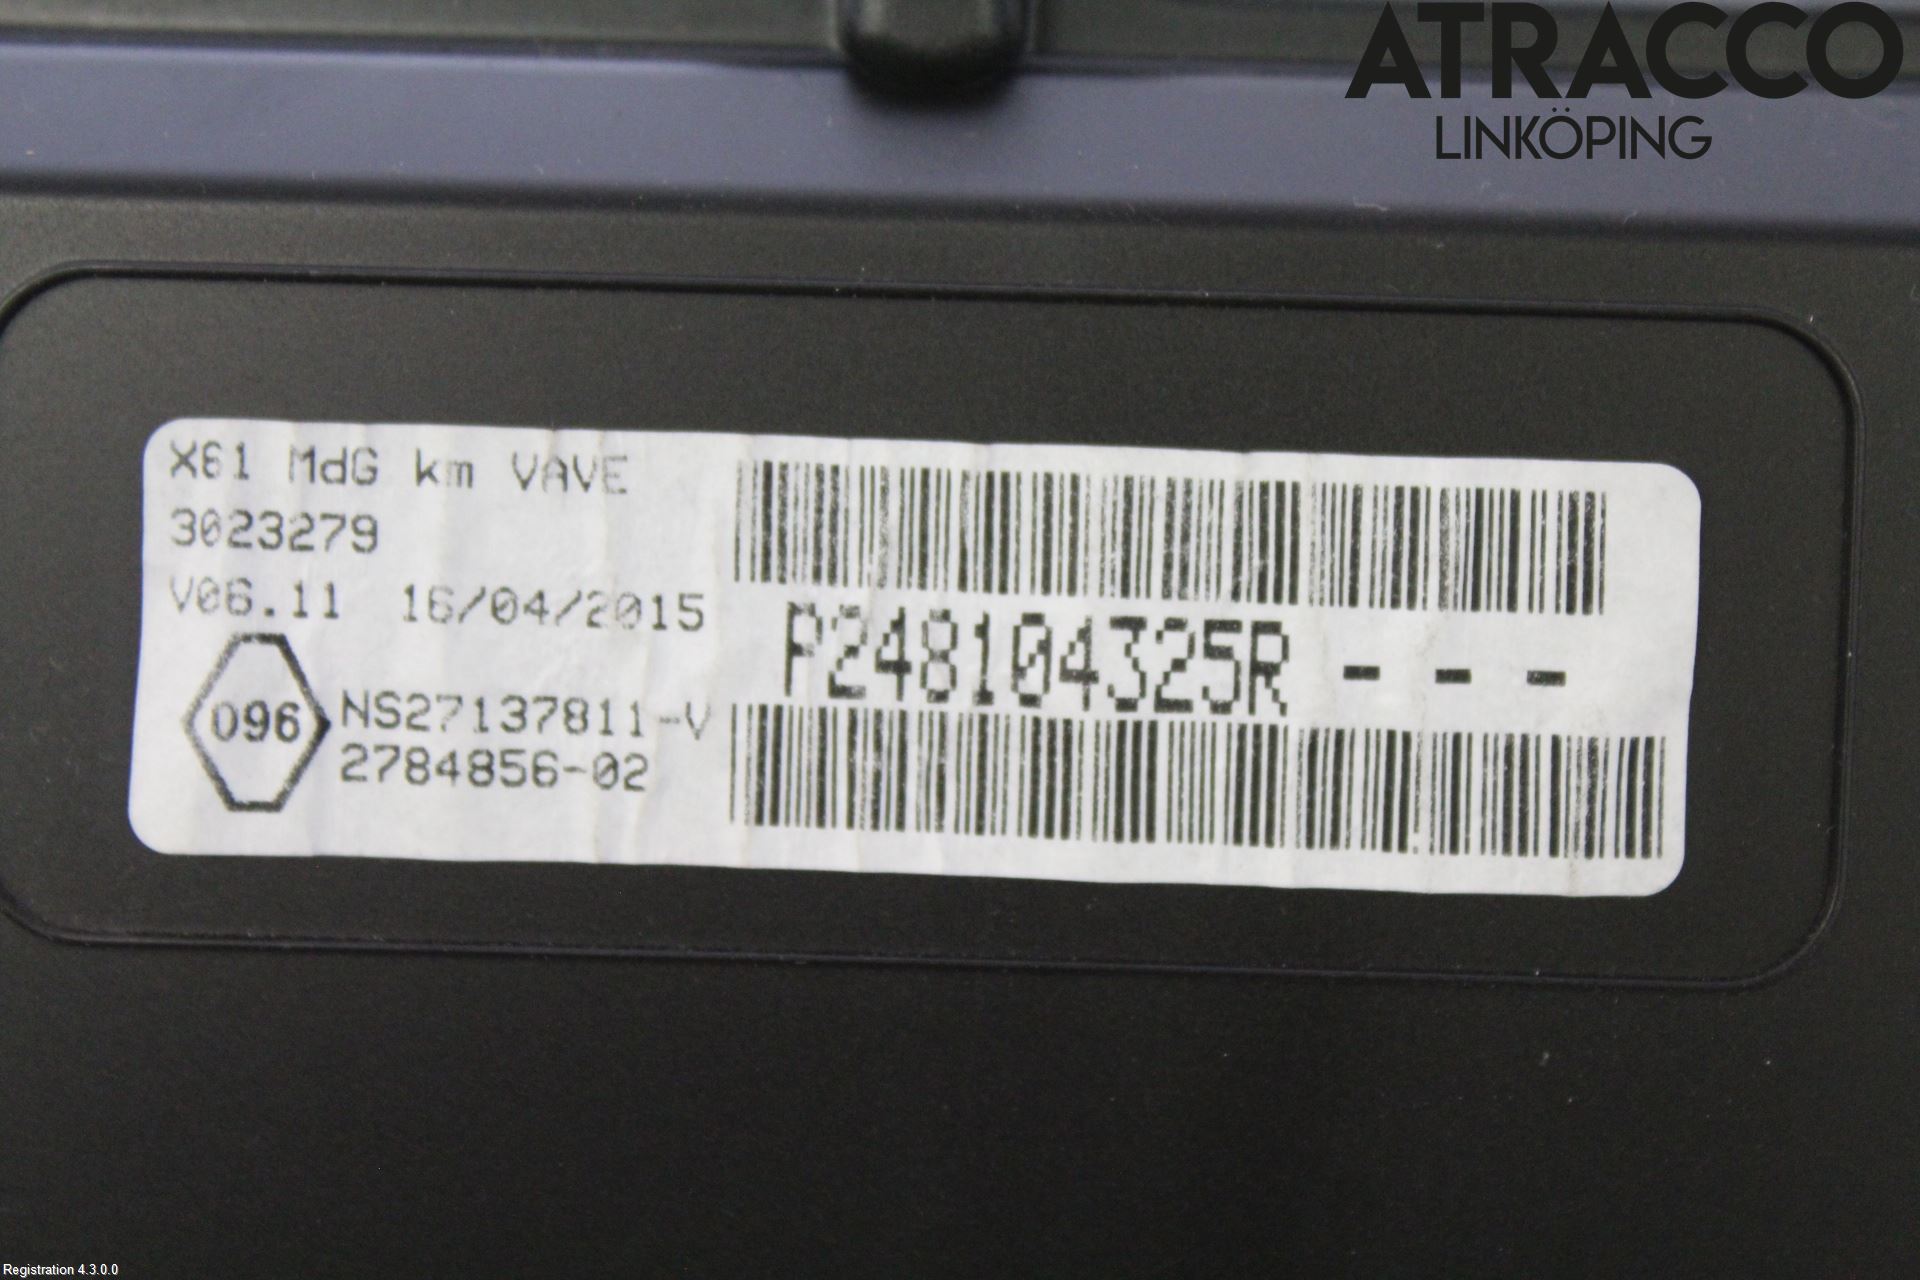 ATRACCO
LINKÖPING
X61 MdG km VAVE
3023279
V06.11 16/04/2015
P248104325R - - -
096
NS27137811-V
2784856-02
Registration 4.3.0.0